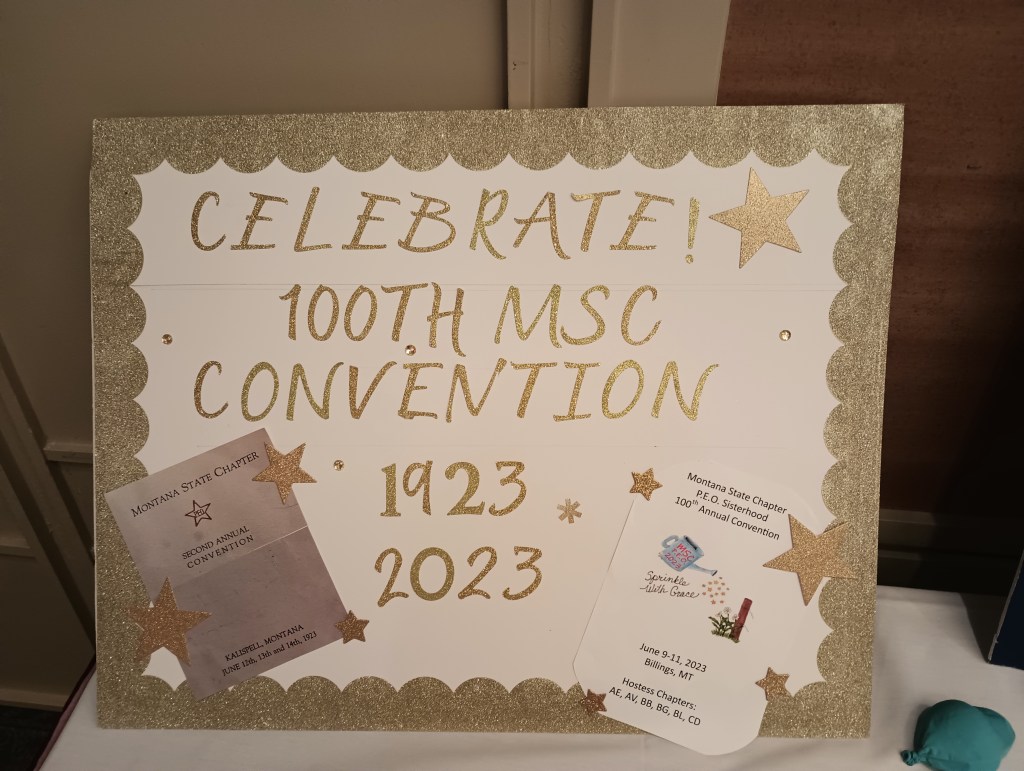 CELEBRATE!
100TH MSC
CONVENTION
1923
2023
MONTANA STATE CHAPTER
SECOND ANNUAL
CONVENTION
KALISPELL, MONTANA
JUNE 12th, 13th and 14th, 1923
Montana State Chapter
P.E.O. Sisterhood
100th Annual Convention
MSC
Sprinkle
With Grace
June 9-11, 2023
Billings, MT
Hostess Chapters:
AE, AV, BB, BG, BL, CD